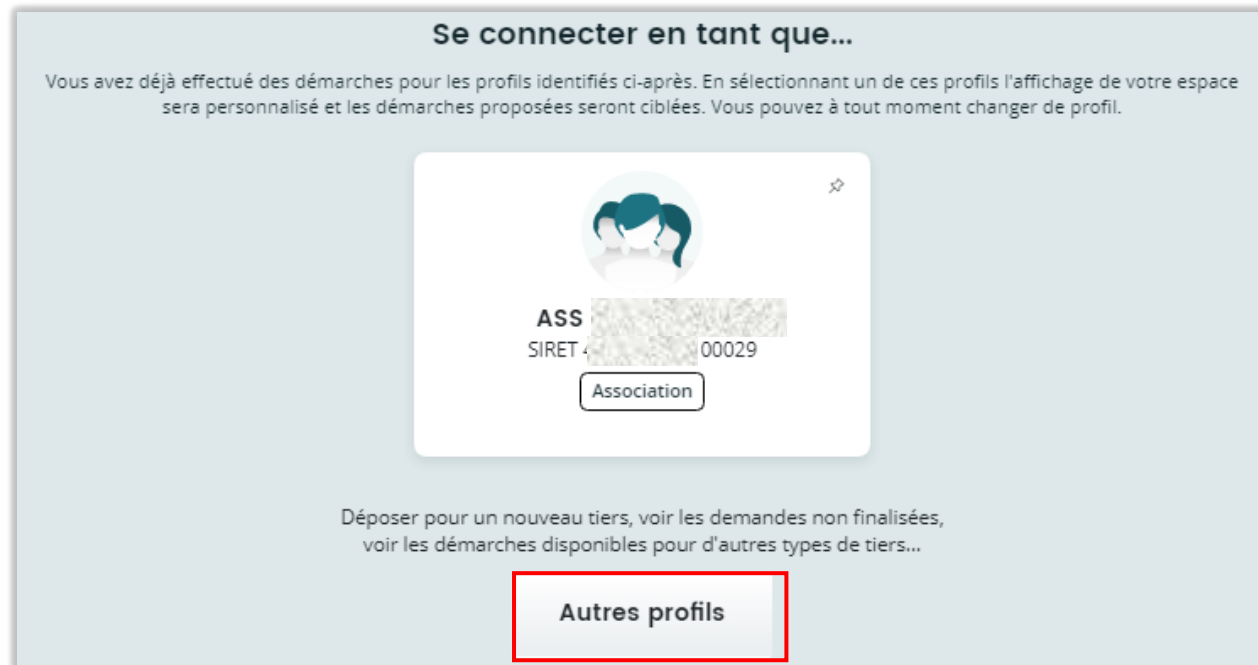 Se connecter en tant que...
Vous avez déjà effectué des démarches pour les profils identifiés ci-après. En sélectionnant un de ces profils l'affichage de votre espace
sera personnalisé et les démarches proposées seront ciblées. Vous pouvez à tout moment changer de profil.
ASS
SIRET 4 00029
Association
Déposer pour un nouveau tiers, voir les demandes non finalisées,
voir les démarches disponibles pour d'autres types de tiers...
Autres profils